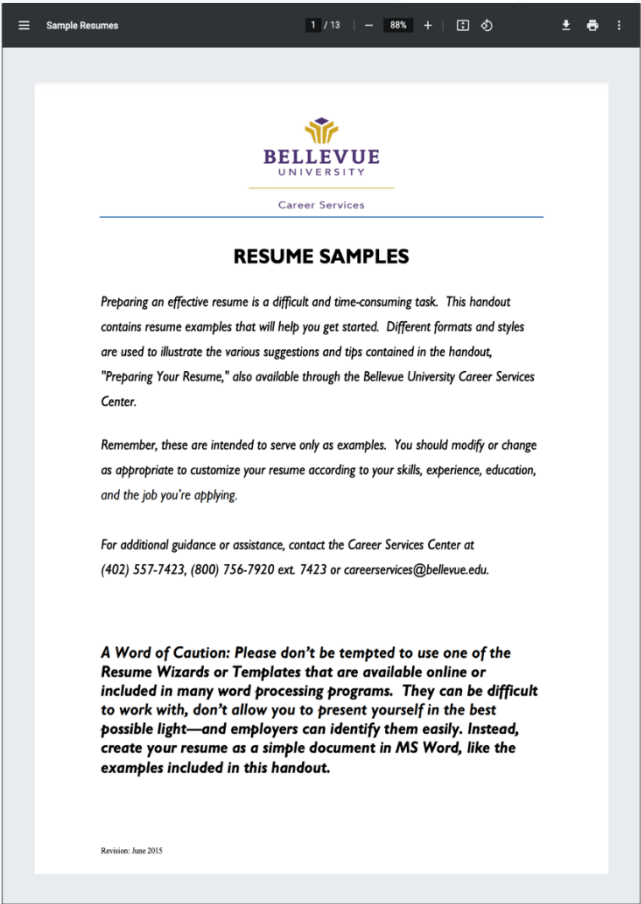 Sample Resumes
1 / 13
88%
BELLEVUE
UNIVERSITY
Career Services
RESUME SAMPLES
Preparing an effective resume is a difficult and time-consuming task.  This handout
contains resume examples that will help you get started.  Different formats and styles
are used to illustrate the various suggestions and tips contained in the handout,
"Preparing Your Resume," also available through the Bellevue University Career Services
Center.
Remember, these are intended to serve only as examples.  You should modify or change
as appropriate to customize your resume according to your skills, experience, education,
and the job you’re applying.
For additional guidance or assistance, contact the Career Services Center at
(402) 557-7423, (800) 756-7920 ext. 7423 or careerservices@bellevue.edu.
A Word of Caution: Please don’t be tempted to use one of the
Resume Wizards or Templates that are available online or
included in many word processing programs.  They can be difficult
to work with, don’t allow you to present yourself in the best
possible light—and employers can identify them easily. Instead,
create your resume as a simple document in MS Word, like the
examples included in this handout.
Revision: June 2015